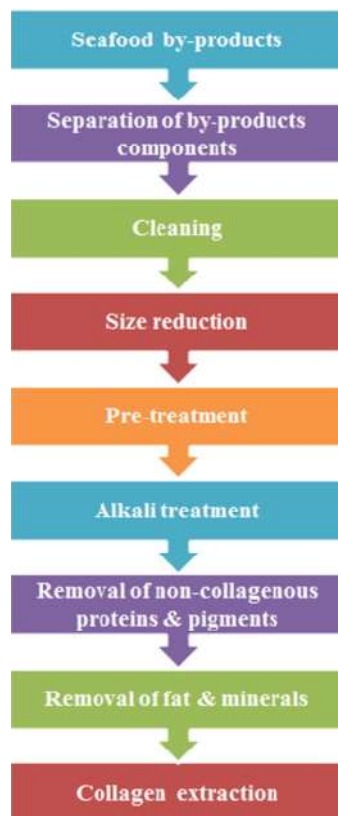 Seafood by-products
Separation of by-products
components
Cleaning
Size reduction
Pre-treatment
Alkali treatment
Removal of non-collagenous
proteins & pigments
Removal of fat & minerals
Collagen extraction